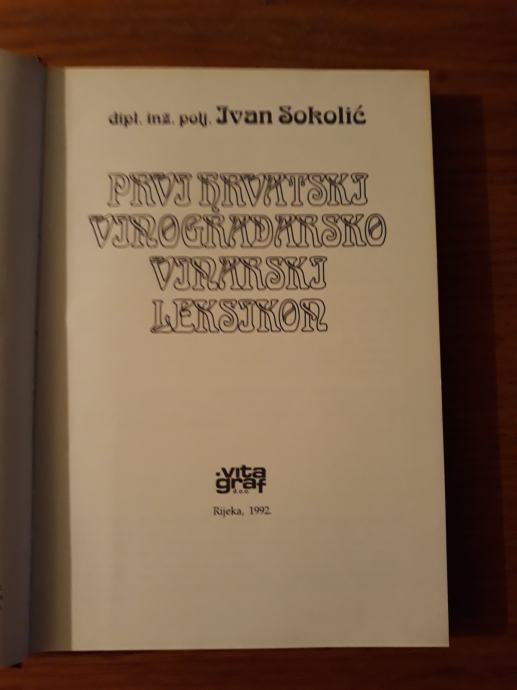 dipl. inž. polj. Ivan Sokolić
PRVI HRVATSKI
VINOGRADARSKO
VINARSKI
LEKSIKON
vita
graf
d.o.o.
Rijeka, 1992.